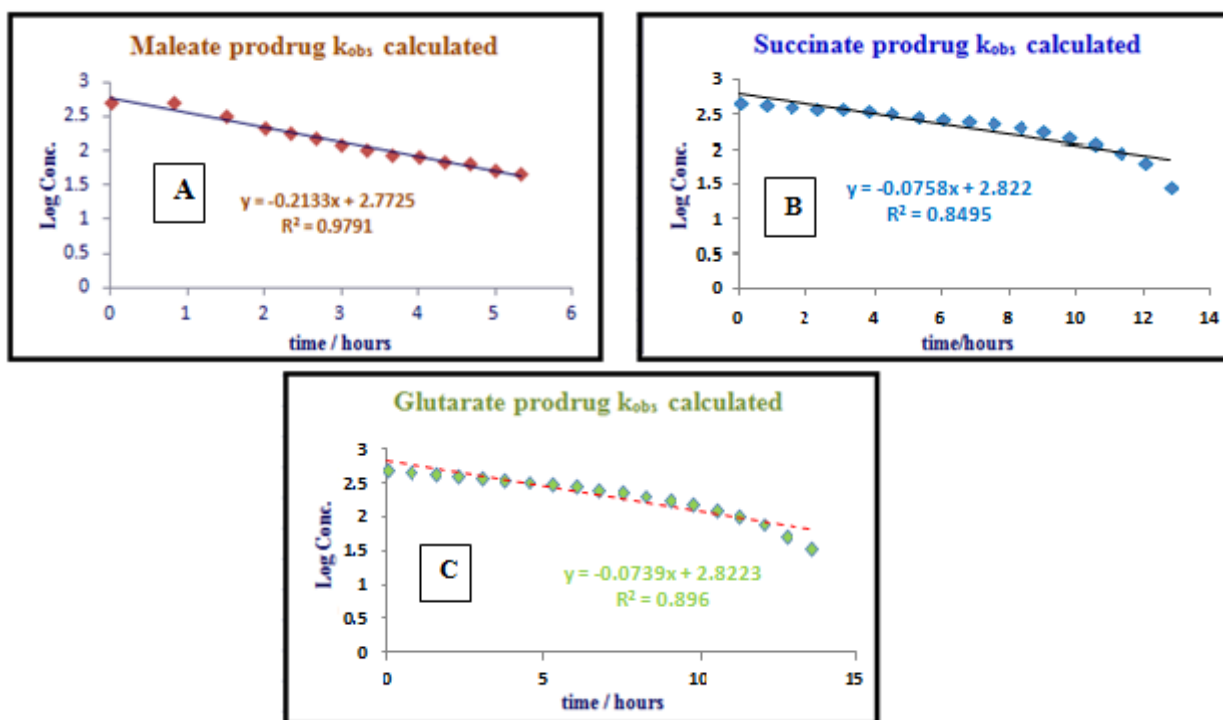 Maleate prodrug kobs calculated
Log Conc.
3
2.5
2
1.5
1
0.5
0
A
y = -0.2133x + 2.7725
R² = 0.9791
0 1 2 3 4 5 6
time / hours
Succinate prodrug kobs calculated
Log Conc.
3
2.5
2
1.5
1
0.5
0
B
y = -0.0758x + 2.822
R² = 0.8495
0 2 4 6 8 10 12 14
time/hours
Glutarate prodrug kobs calculated
Log Conc.
3
2.5
2
1.5
1
0.5
0
C
y = -0.0739x + 2.8223
R² = 0.896
0 5 10 15
time / hours